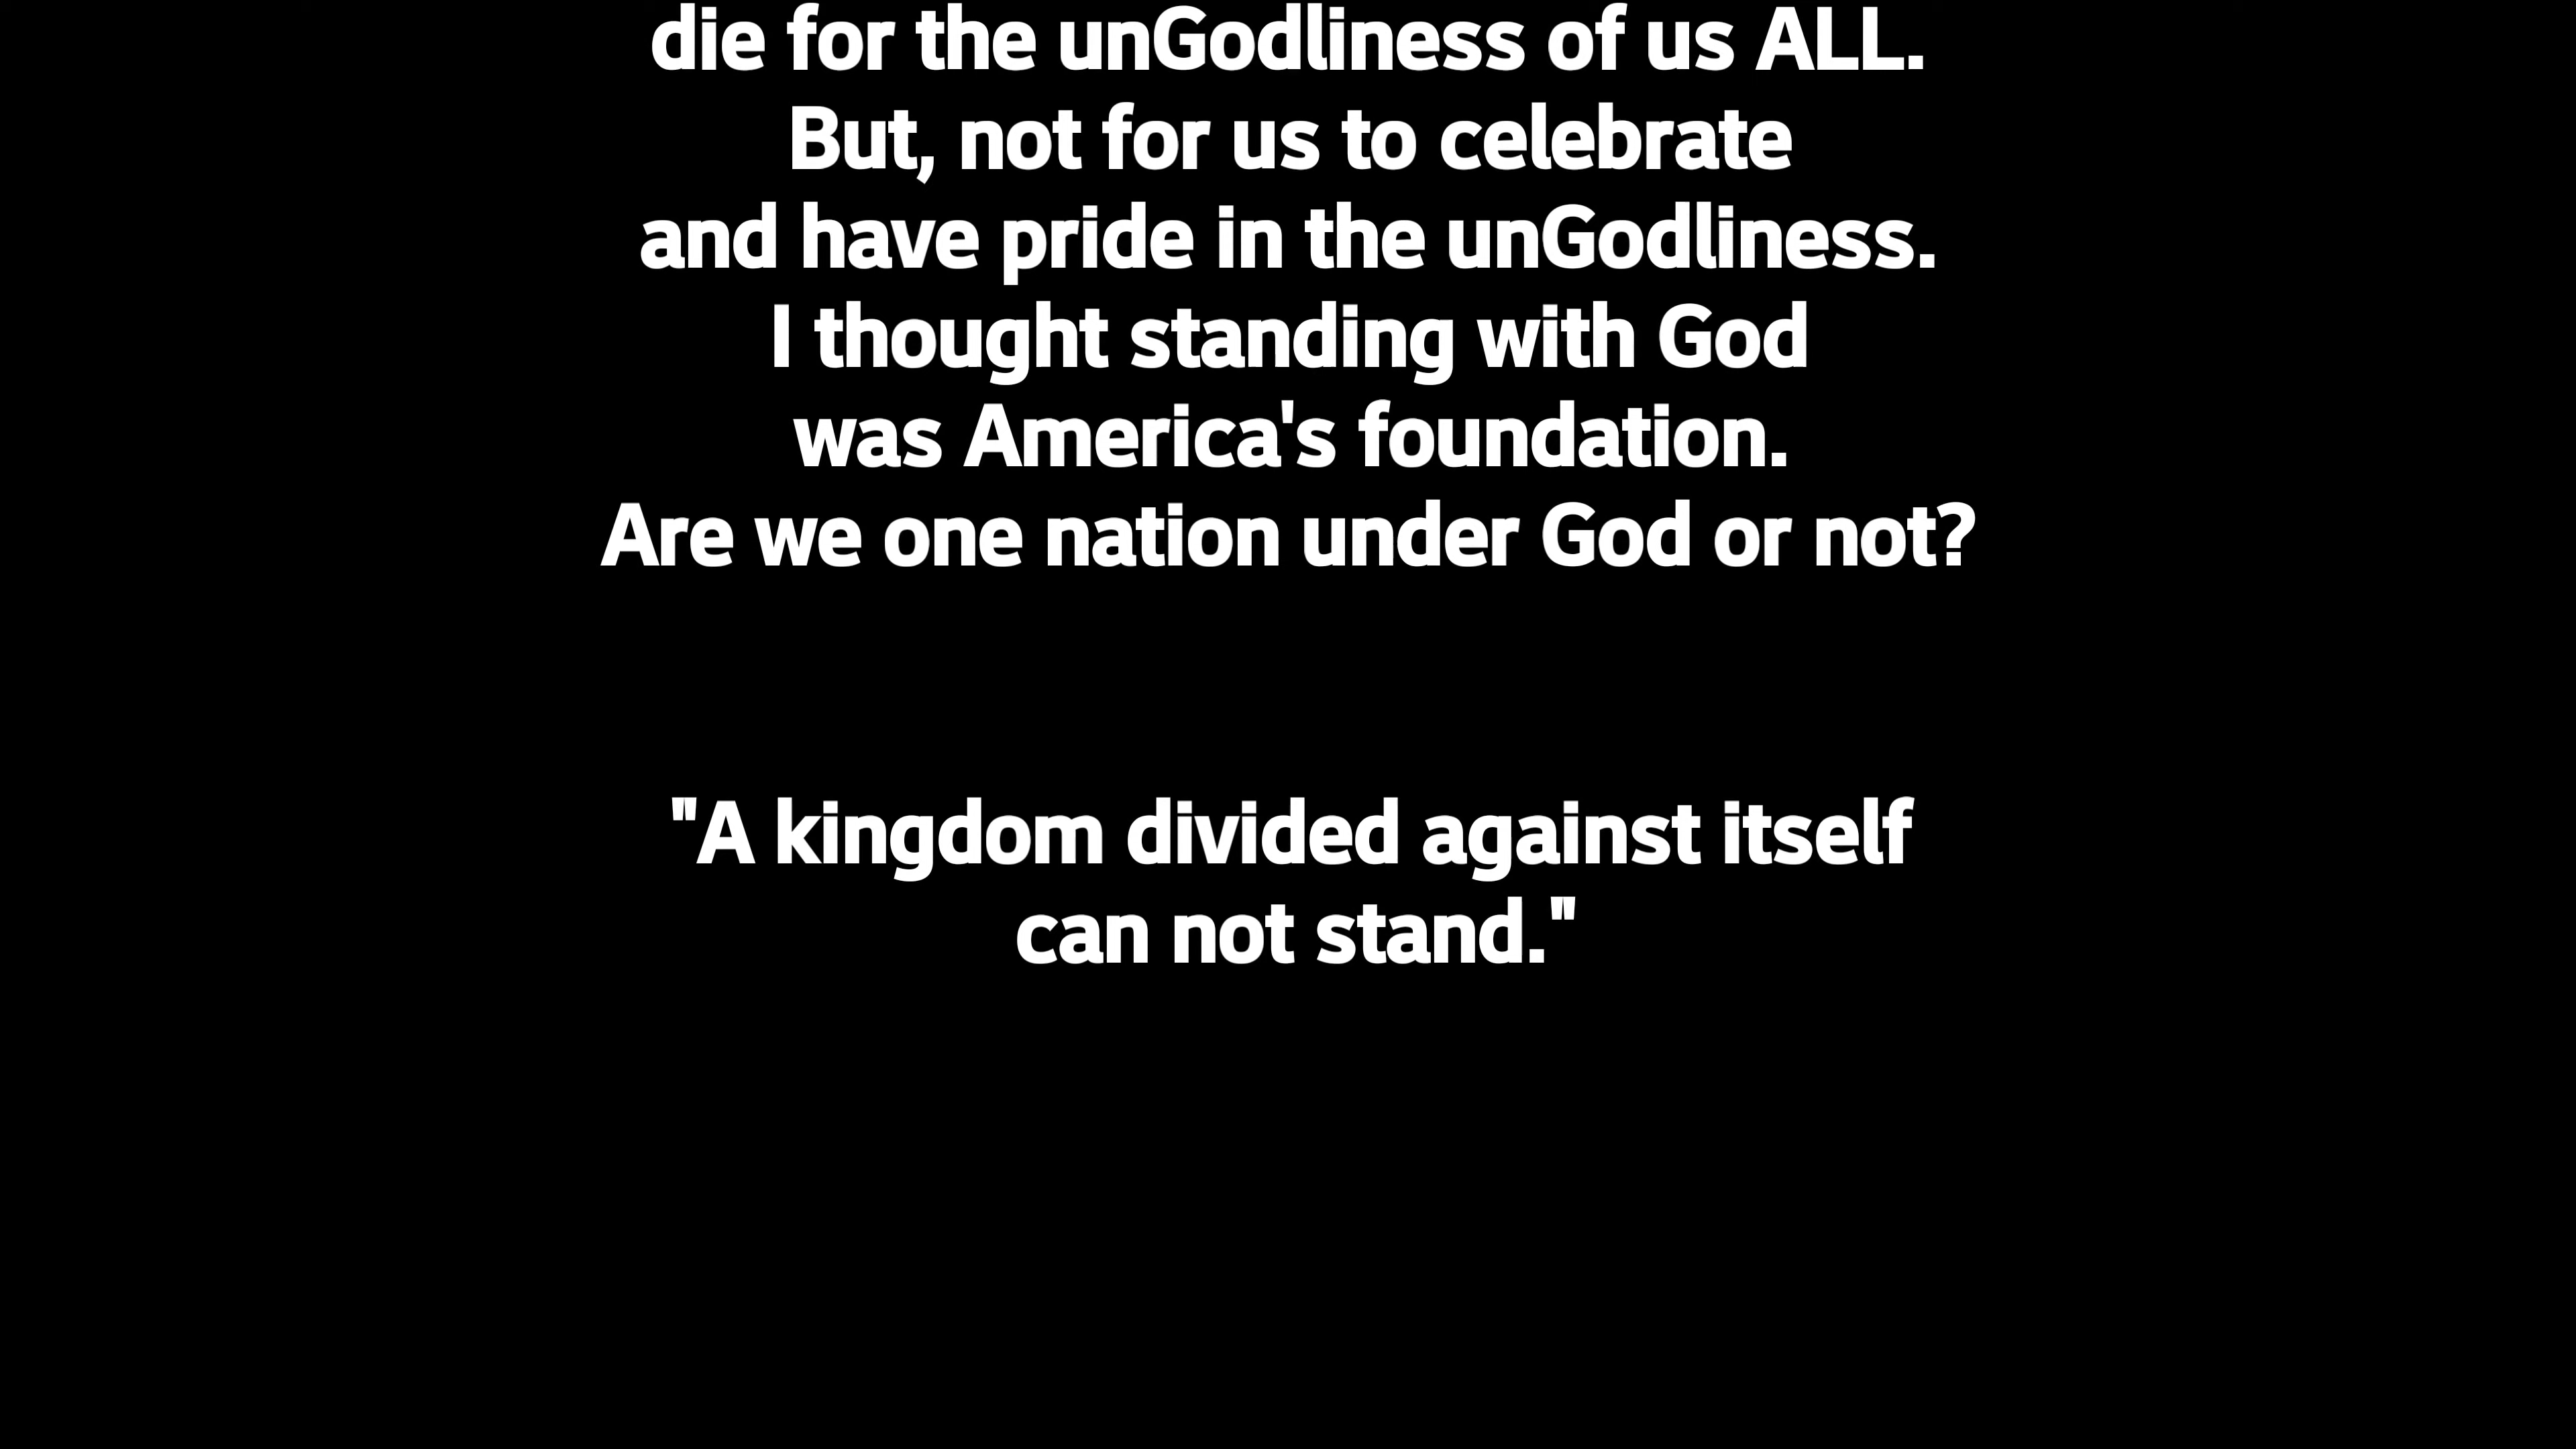 die for the unGodliness of us ALL.
But, not for us to celebrate
and have pride in the unGodliness.
I thought standing with God
was America's foundation.
Are we one nation under God or not?
"A kingdom divided against itself
can not stand."